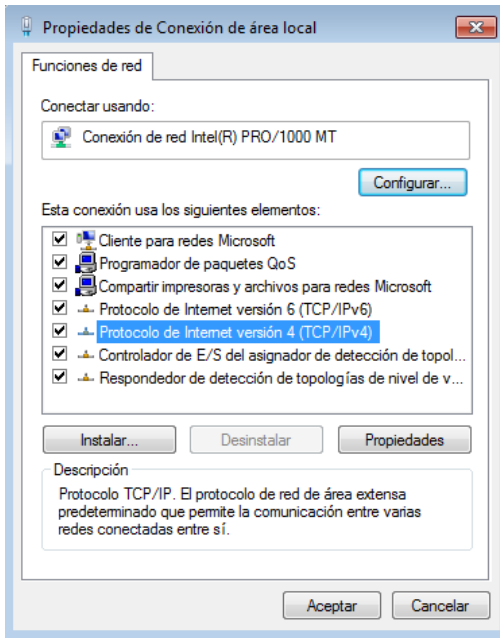 Propiedades de Conexión de área local
Funciones de red
Conectar usando:
Conexión de red Intel(R) PRO/1000 MT
Configurar...
Esta conexión usa los siguientes elementos:
Cliente para redes Microsoft
Programador de paquetes QoS
Compartir impresoras y archivos para redes Microsoft
Protocolo de Internet versión 6 (TCP/IPv6)
Protocolo de Internet versión 4 (TCP/IPv4)
Controlador de E/S del asignador de detección de topol...
Respondedor de detección de topologías de nivel de v...
Instalar... Desinstalar Propiedades
Descripción
Protocolo TCP/IP. El protocolo de red de área extensa
predeterminado que permite la comunicación entre varias
redes conectadas entre sí.
Aceptar Cancelar